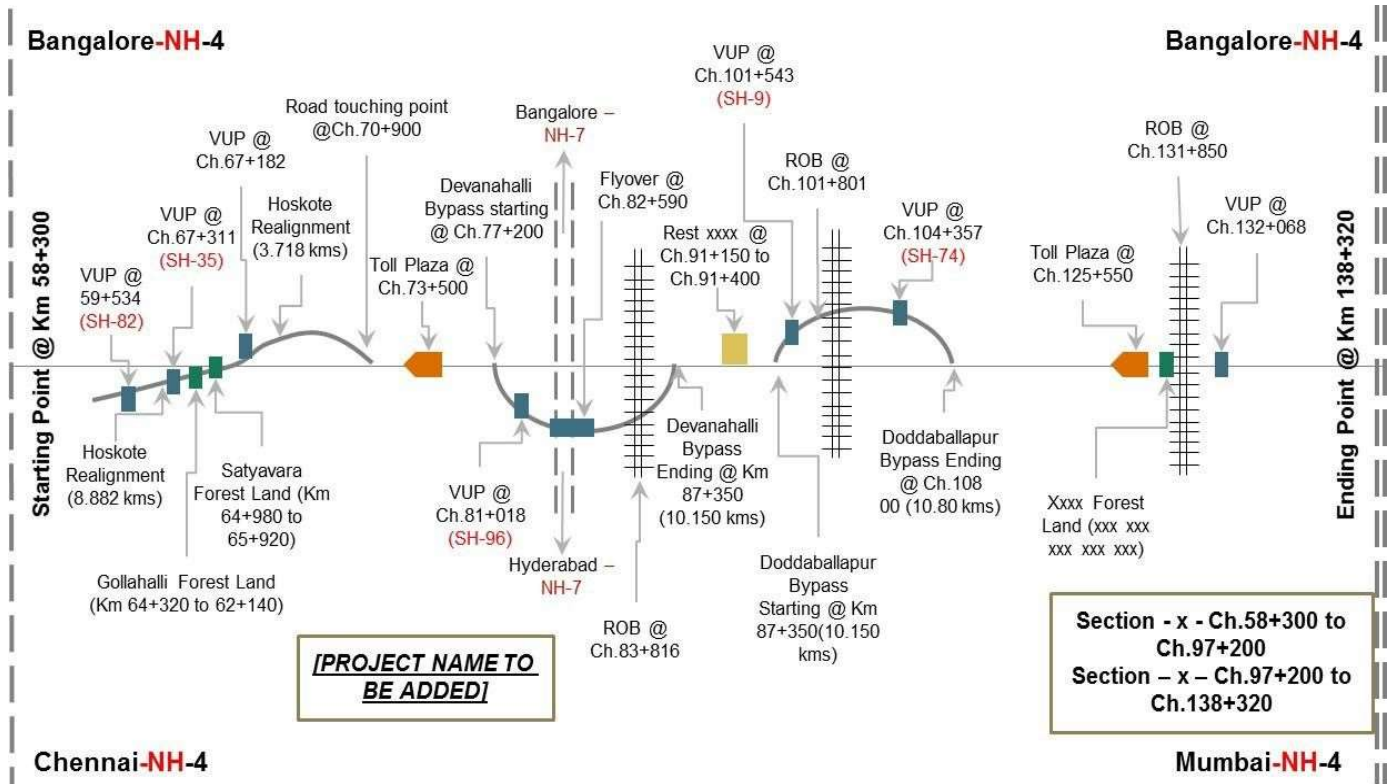 Bangalore-NH-4
Bangalore-NH-4
Starting Point @ Km 58+300
VUP @
59+534
(SH-82)
VUP @
Ch.67+311
(SH-35)
VUP @
Ch.67+182
Hoskote
Realignment
(3.718 kms)
Road touching point
@Ch.70+900
Toll Plaza @
Ch.73+500
Devanahalli
Bypass starting
@ Ch.77+200
Bangalore –
NH-7
Flyover @
Ch.82+590
Rest xxxx @
Ch.91+150 to
Ch.91+400
VUP @
Ch.101+543
(SH-9)
ROB @
Ch.101+801
VUP @
Ch.104+357
(SH-74)
Toll Plaza @
Ch.125+550
ROB @
Ch.131+850
VUP @
Ch.132+068
Ending Point @ Km 138+320
Hoskote
Realignment
(8.882 kms)
Satyavara
Forest Land (Km
64+980 to
65+920)
Gollahalli Forest Land
(Km 64+320 to 62+140)
VUP @
Ch.81+018
(SH-96)
Hyderabad –
NH-7
ROB @
Ch.83+816
Devanahalli
Bypass
Ending @ Km
87+350
(10.150 kms)
Doddaballapur
Bypass
Starting @ Km
87+350(10.150
kms)
Doddaballapur
Bypass Ending
@ Ch.108
00 (10.80 kms)
Xxxx Forest
Land (xxx xxx
xxx xxx xxx)
[PROJECT NAME TO
BE ADDED]
Section - x - Ch.58+300 to
Ch.97+200
Section – x – Ch.97+200 to
Ch.138+320
Chennai-NH-4
Mumbai-NH-4